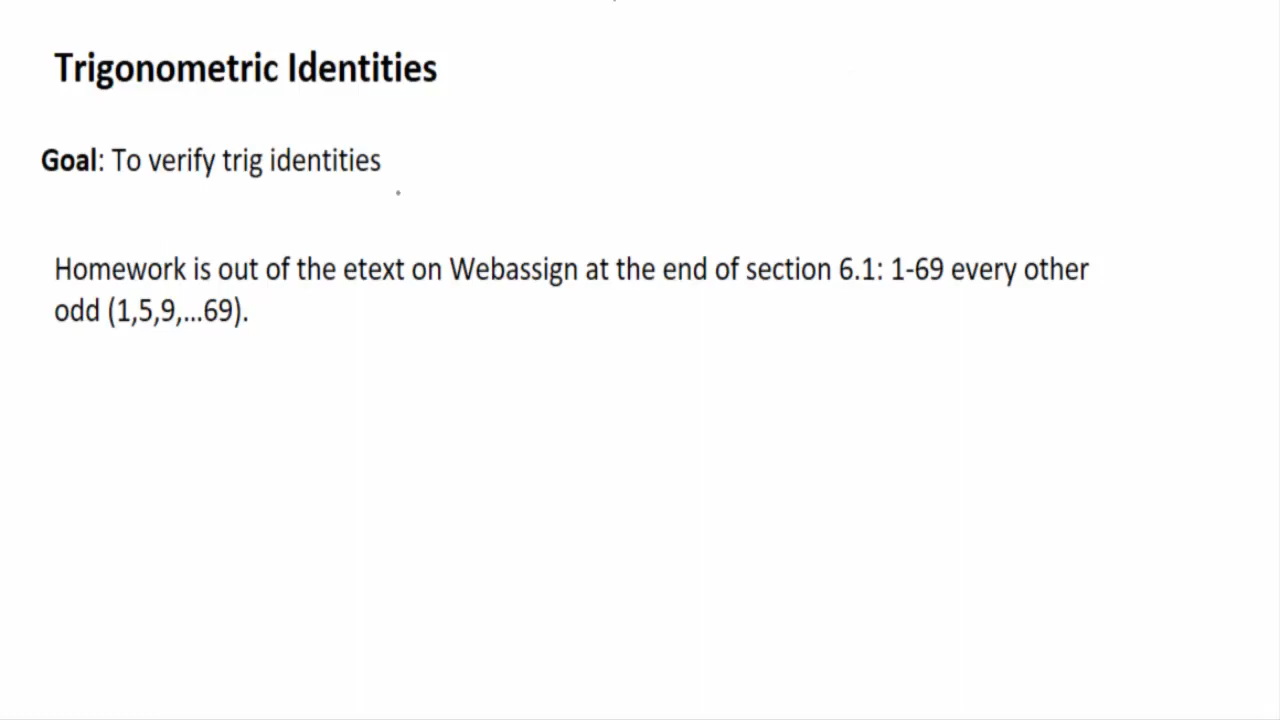 Trigonometric Identities
Goal: To verify trig identities
Homework is out of the etext on Webassign at the end of section 6.1: 1-69 every other
odd (1,5,9,...69).